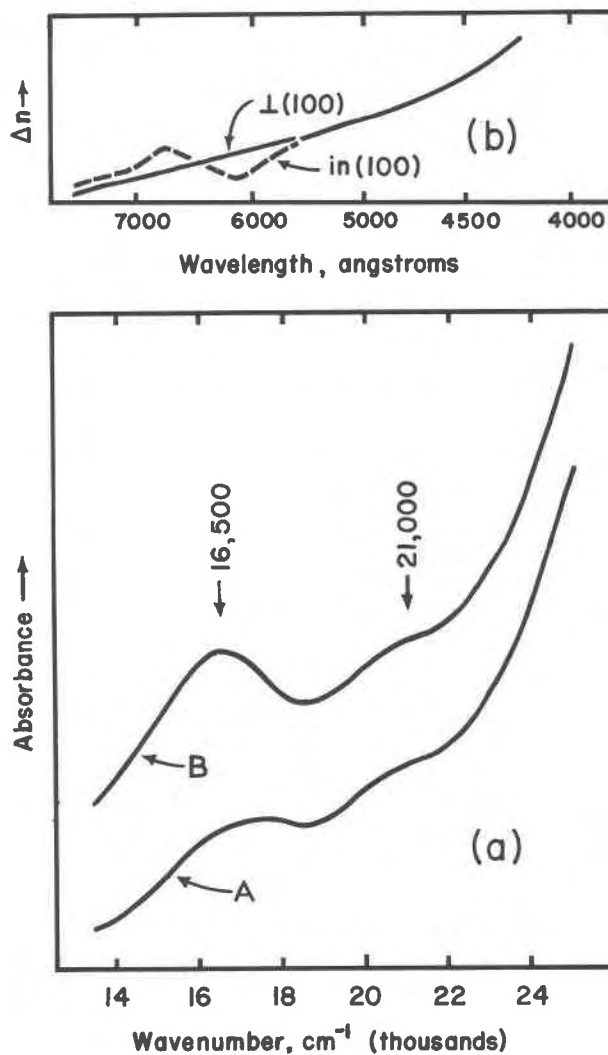 Δn→
⊥(100)
in(100)
(b)
7000 6000 5000 4500 4000
Wavelength, angstroms
Absorbance →
16,500
21,000
B
A
(a)
14 16 18 20 22 24
Wavenumber, cm⁻¹ (thousands)